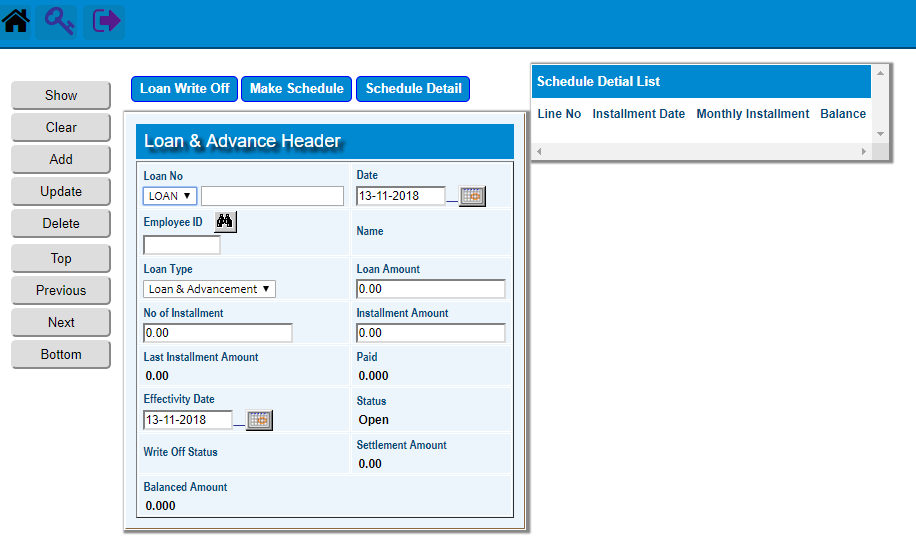 Show
Clear
Add
Update
Delete
Top
Previous
Next
Bottom
Loan Write Off Make Schedule Schedule Detail
Loan & Advance Header
Loan No Date
LOAN 13-11-2018
Employee ID Name
Loan Type Loan Amount
Loan & Advancement 0.00
No of Installment Installment Amount
0.00 0.00
Last Installment Amount Paid
0.00 0.000
Effectivity Date Status
13-11-2018 Open
Write Off Status Settlement Amount
0.00
Balanced Amount
0.000
Schedule Detial List
Line No Installment Date Monthly Installment Balance